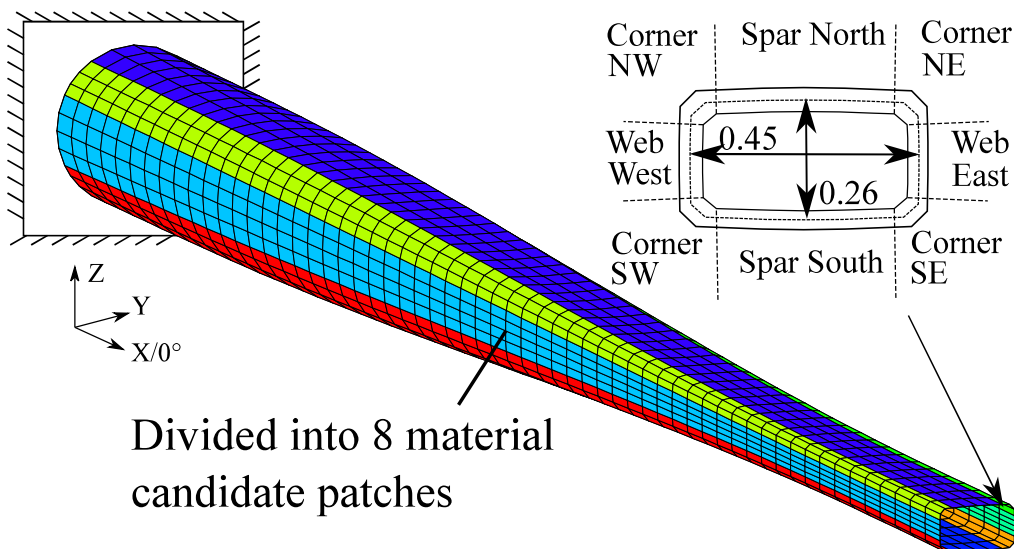 Corner
NW
Spar North
Corner
NE
Web
West
0.45
0.26
Web
East
Corner
SW
Spar South
Corner
SE
Z
Y
X/0°
Divided into 8 material
candidate patches